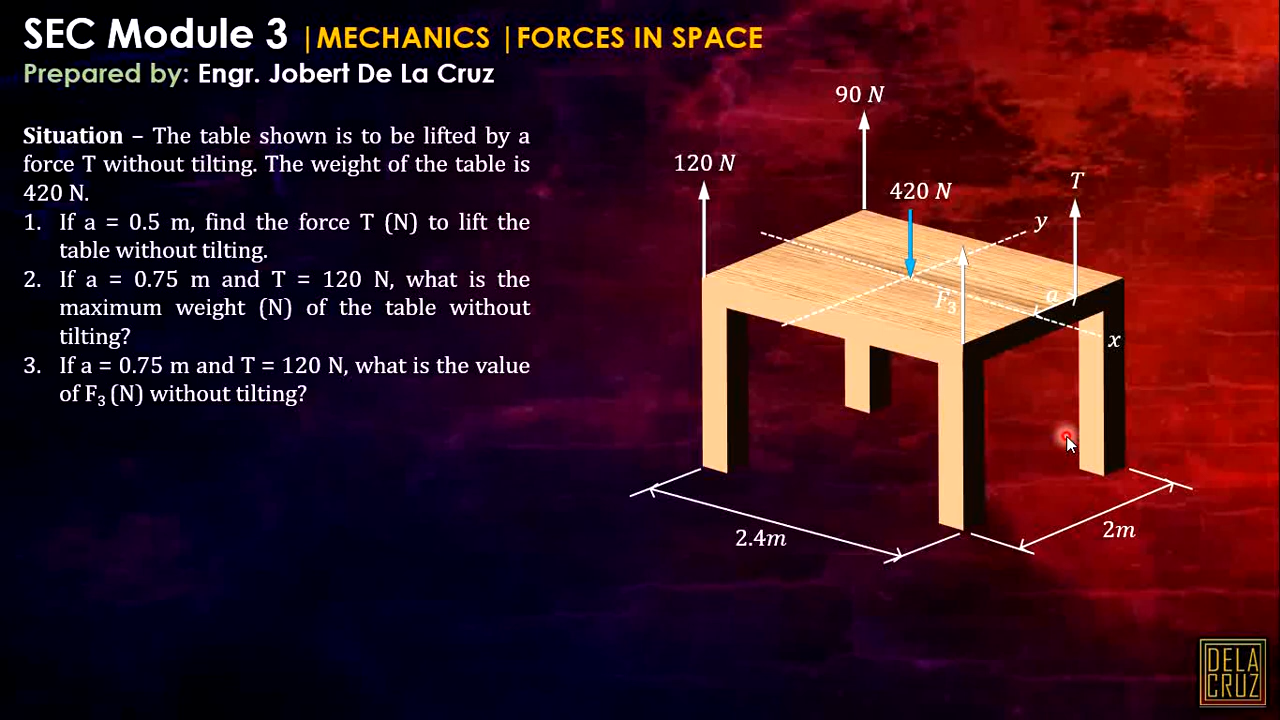 SEC Module 3 |MECHANICS |FORCES IN SPACE
Prepared by: Engr. Jobert De La Cruz
Situation – The table shown is to be lifted by a
force T without tilting. The weight of the table is
420 N.
1. If a = 0.5 m, find the force T (N) to lift the
table without tilting.
2. If a = 0.75 m and T = 120 N, what is the
maximum weight (N) of the table without
tilting?
3. If a = 0.75 m and T = 120 N, what is the value
of F₃ (N) without tilting?
90 N
120 N
420 N
T
y
F₃
a
x
2.4m
2m
DELA
CRUZ